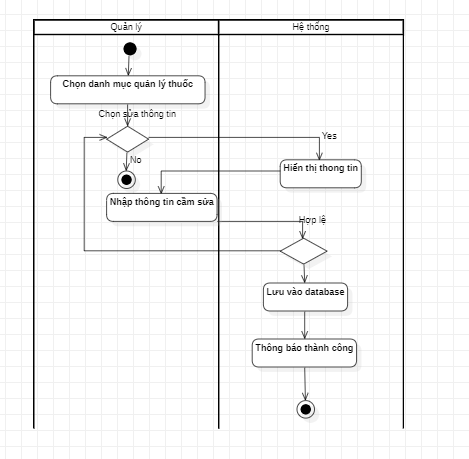 Quản lý
Hệ thống
Chọn danh mục quản lý thuốc
Chọn sửa thông tin
Yes
No
Hiển thị thong tin
Nhập thông tin cầm sửa
Hợp lệ
Lưu vào database
Thông báo thành công